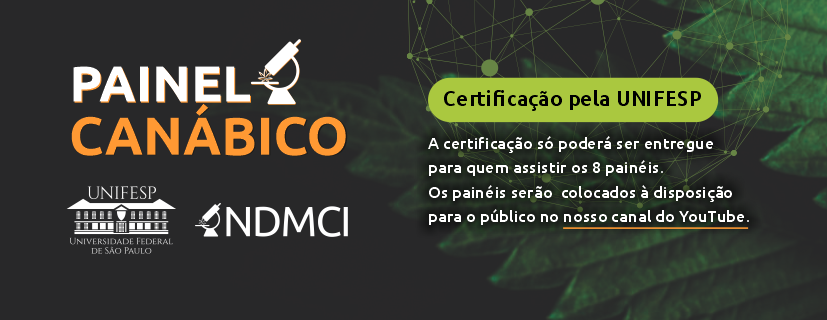 PAINEL
CANÁBICO
UNIFESP
UNIVERSIDADE FEDERAL
DE SÃO PAULO
NDMCI
Certificação pela UNIFESP
A certificação só poderá ser entregue
para quem assistir os 8 painéis.
Os painéis serão colocados à disposição
para o público no nosso canal do YouTube.